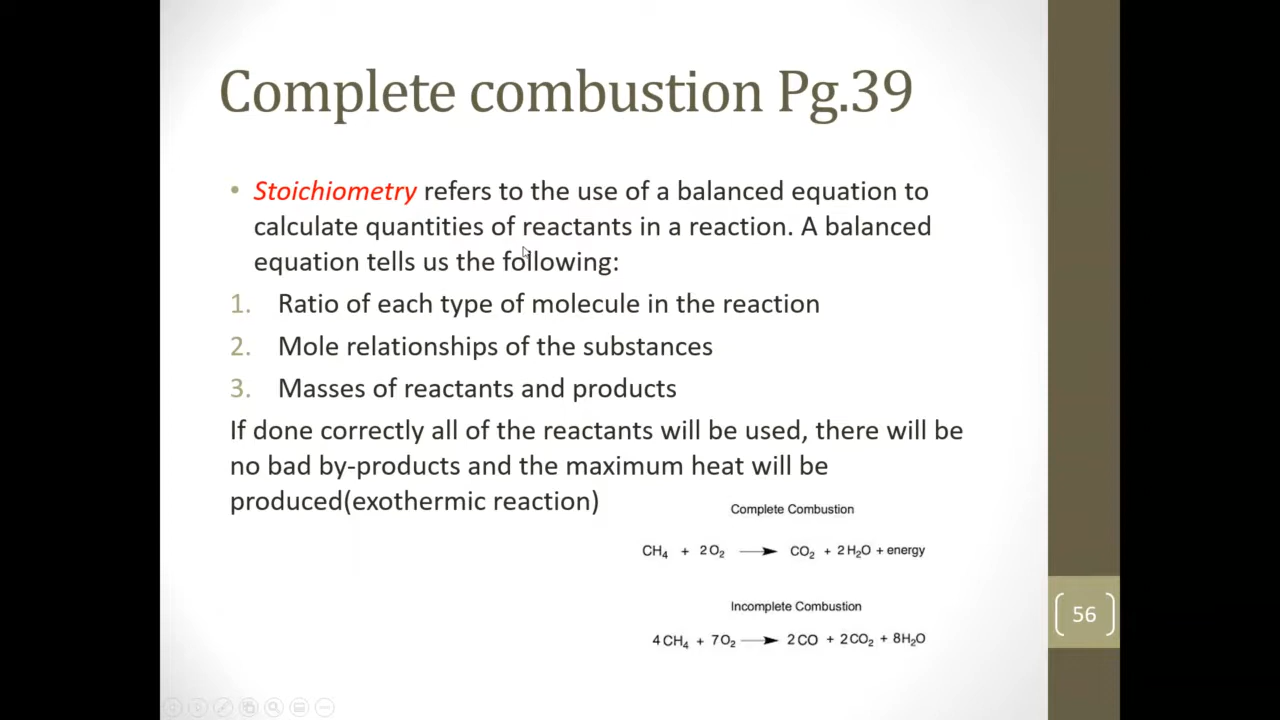 Complete combustion Pg.39
• Stoichiometry refers to the use of a balanced equation to
calculate quantities of reactants in a reaction. A balanced
equation tells us the following:
1. Ratio of each type of molecule in the reaction
2. Mole relationships of the substances
3. Masses of reactants and products
If done correctly all of the reactants will be used, there will be
no bad by-products and the maximum heat will be
produced(exothermic reaction)
Complete Combustion
CH₄ + 2O₂ ⟶ CO₂ + 2H₂O + energy
Incomplete Combustion
4CH₄ + 7O₂ ⟶ 2CO + 2CO₂ + 8H₂O
56